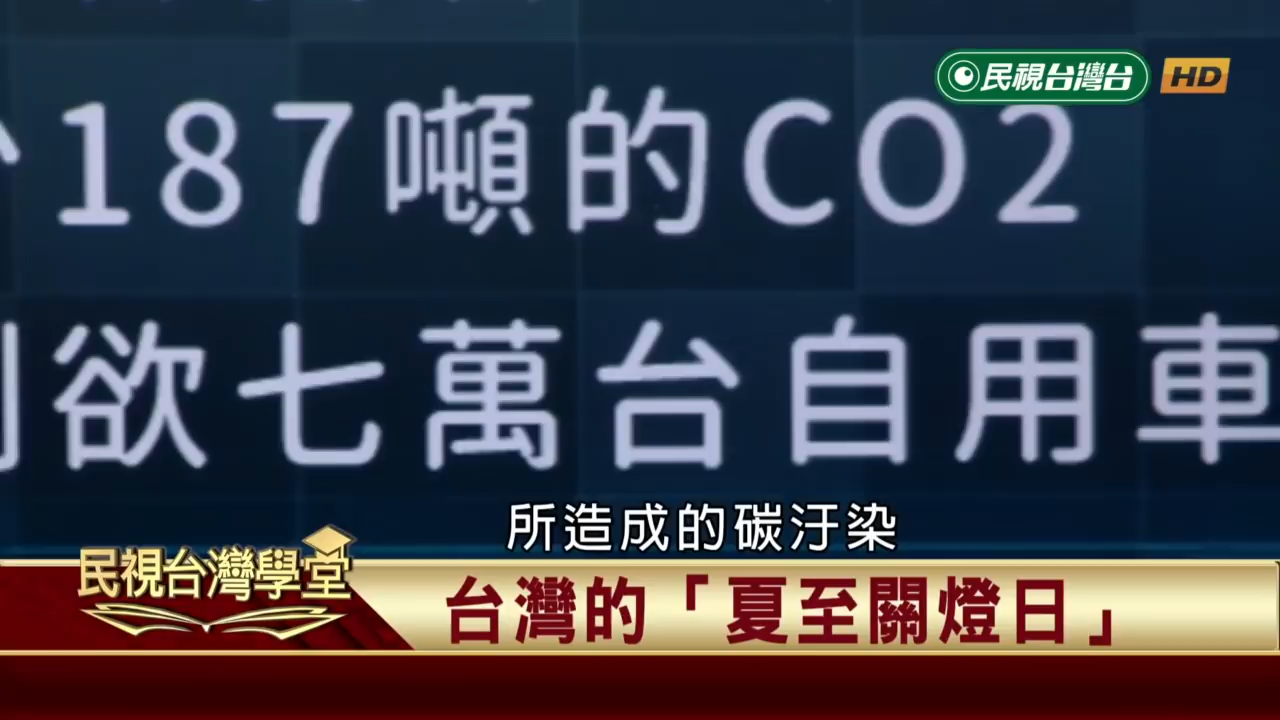 民視台灣台 HD
187噸的CO2
欲七萬台自用車
所造成的碳汙染
民視台灣學堂
台灣的「夏至關燈日」